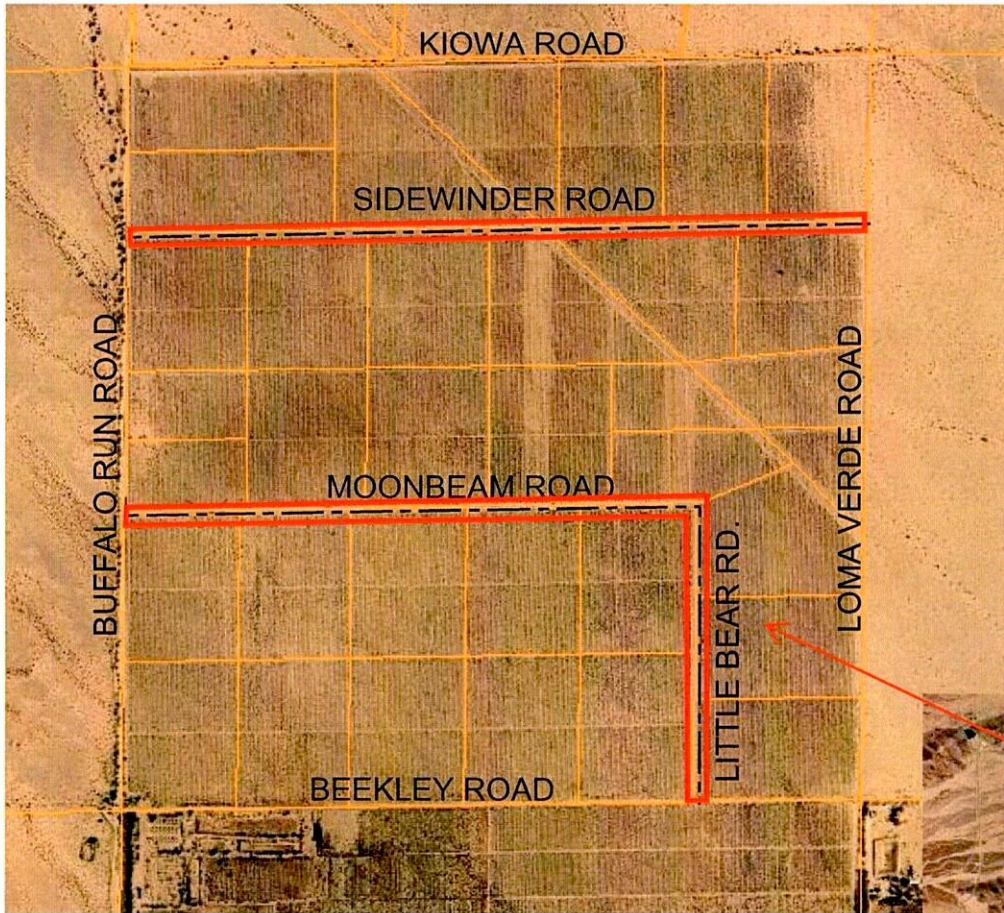 KIOWA ROAD
SIDEWINDER ROAD
BUFFALO RUN ROAD
LOMA VERDE ROAD
MOONBEAM ROAD
LITTLE BEAR RD.
BEEKLEY ROAD